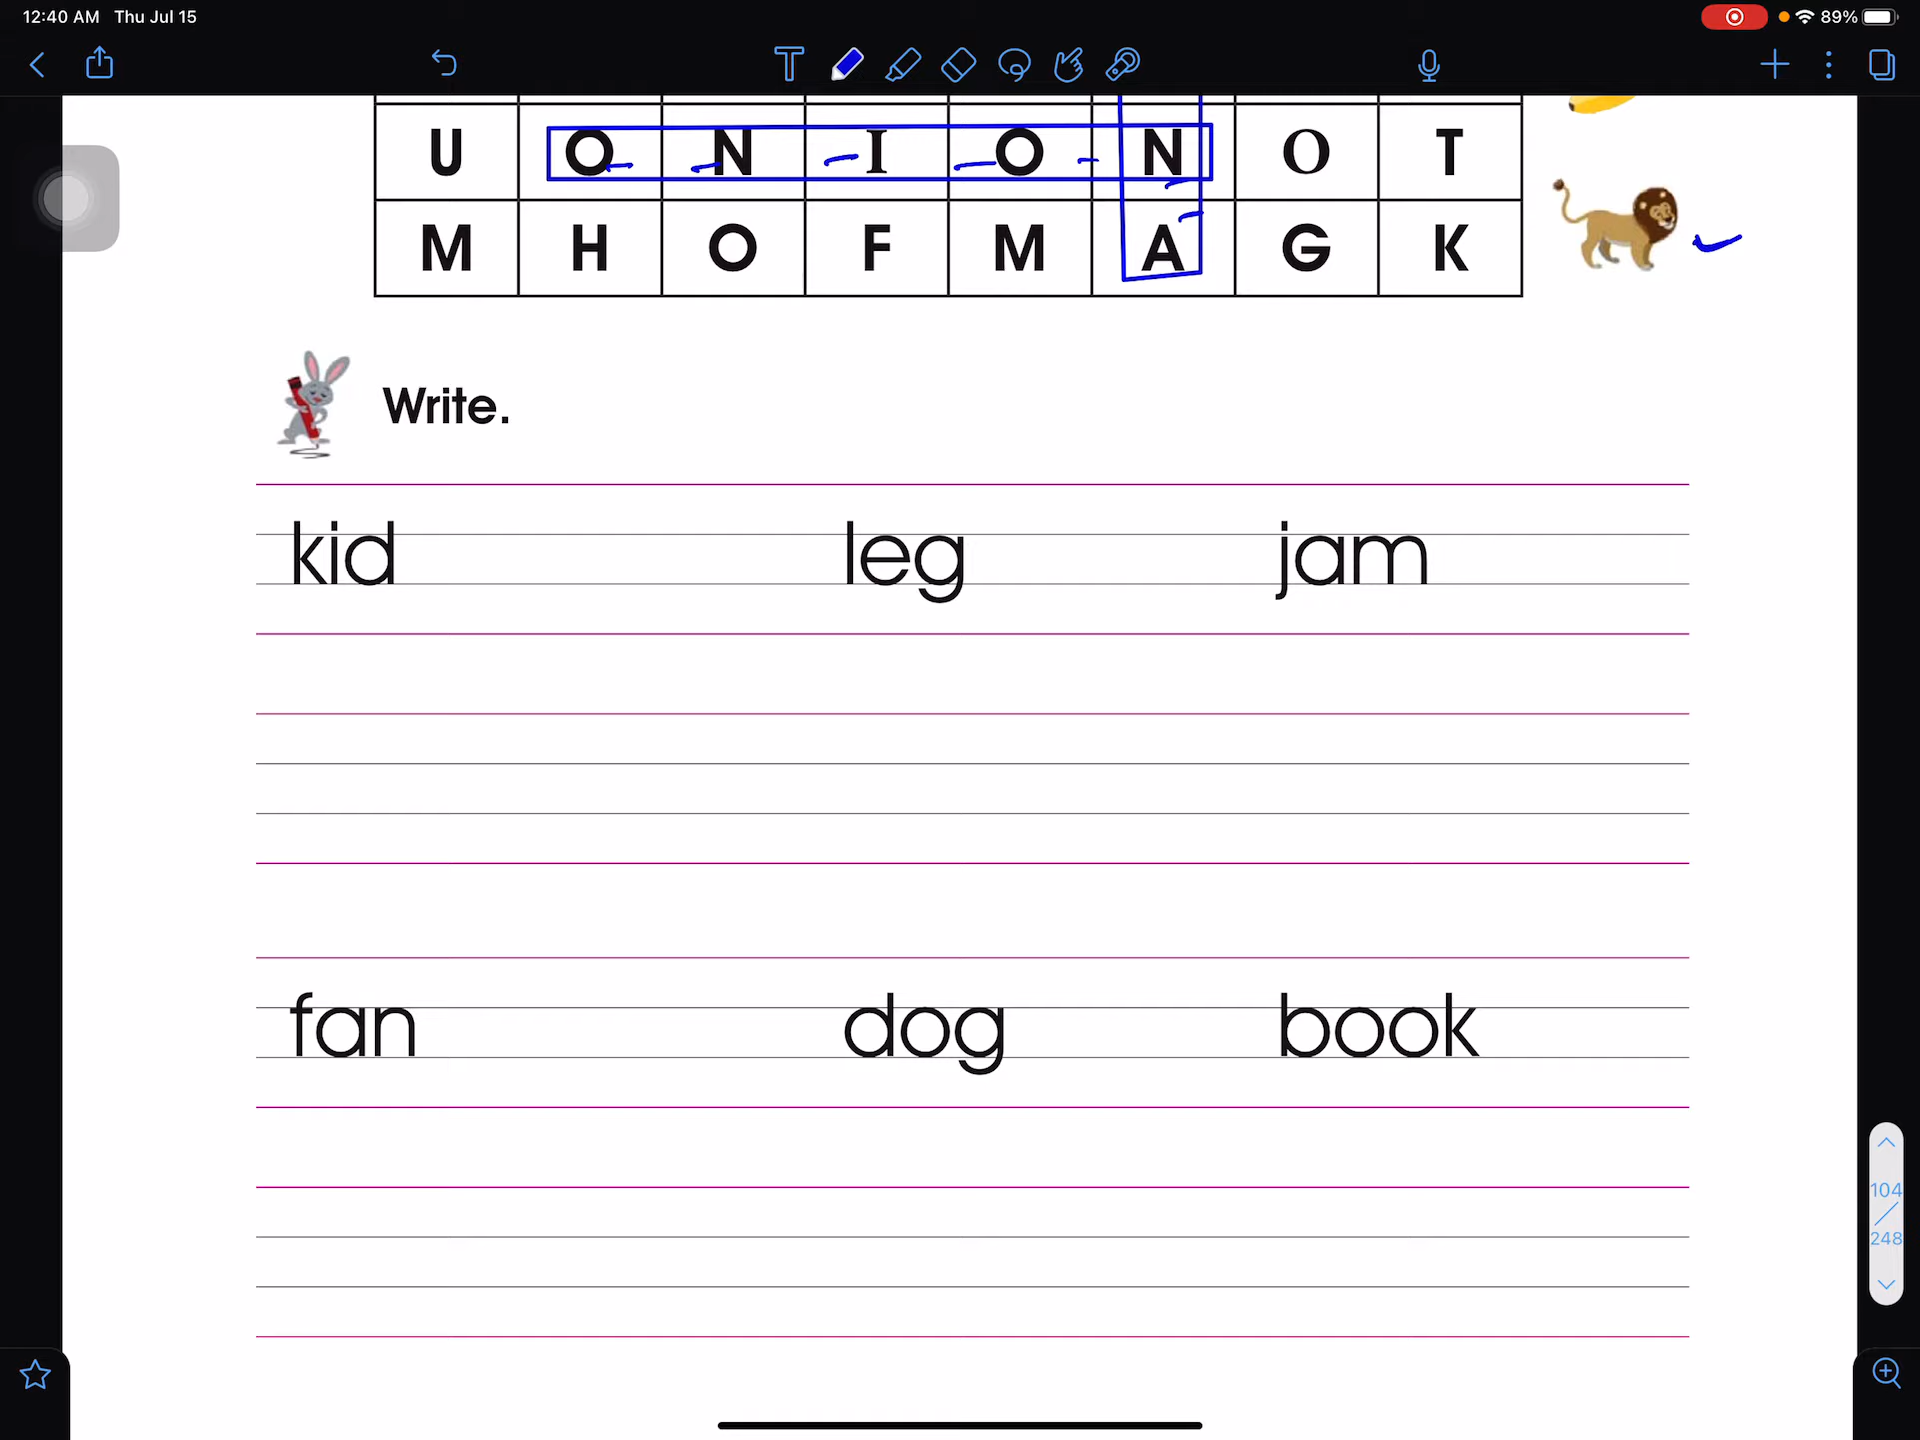 12:40 AM Thu Jul 15 89%
U O N I O N O T
M H O F M A G K
Write.
kid leg jam
fan dog book
104
248